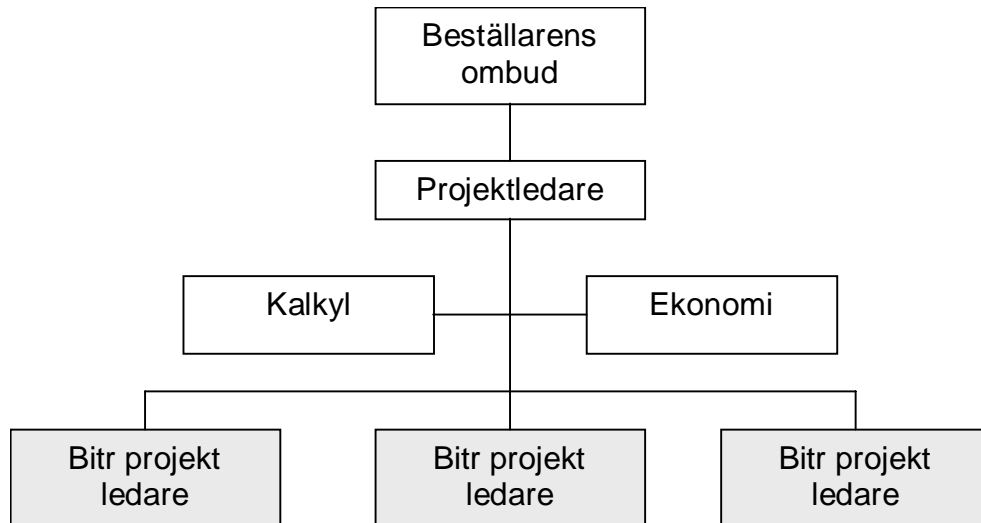 Beställarens
ombud
Projektledare
Kalkyl
Ekonomi
Bitr projekt
ledare
Bitr projekt
ledare
Bitr projekt
ledare